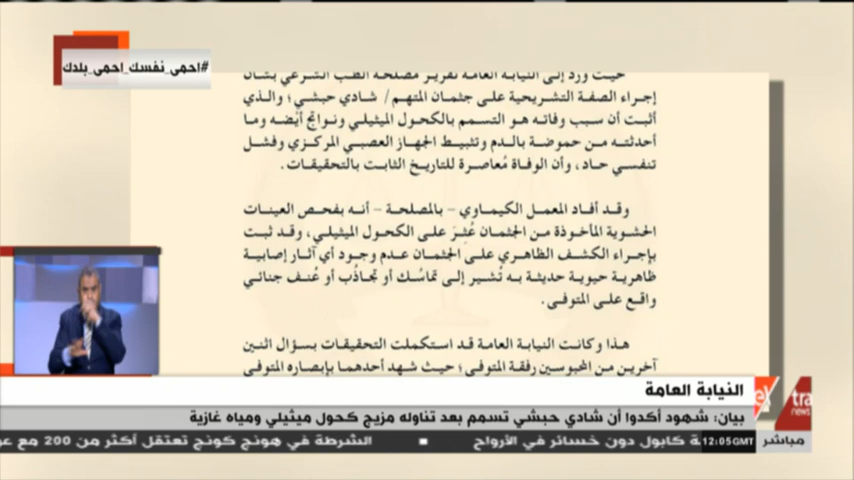 #احمى_نفسك_احمى_بلدك
حيث ورد إلى النيابة العامة تقرير مصلحة الطب الشرعي بشأن
إجراء الصفة التشريحية على جثمان المتهم/ شادي حبشي؛ والذي
أثبت أن سبب وفاته هو التسمم بالكحول الميثيلي ونواتج أيضه وما
أحدثته من حموضة بالدم وتثبيط الجهاز العصبي المركزي وفشل
تنفسي حاد، وأن الوفاة مُعاصرة للتاريخ الثابت بالتحقيقات.
وقد أفاد المعمل الكيماوي - بالمصلحة - أنه بفحص العينات
الحشوية المأخوذة من الجثمان عُثِرَ على الكحول الميثيلي، وقد ثبت
بإجراء الكشف الظاهري على الجثمان عدم وجود أي آثار إصابية
ظاهرية حيوية حديثة به تُشير إلى تماسُك أو تجاذُب أو عُنف جنائي
واقع على المتوفى.
هذا وكانت النيابة العامة قد استكملت التحقيقات بسؤال اثنين
آخرين من المحبوسين رفقة المتوفى؛ حيث شهد أحدهما بإبصاره المتوفى
النيابة العامة
بيان: شهود أكدوا أن شادي حبشي تسمم بعد تناوله مزيج كحول ميثيلي ومياه غازية
extra
news
مباشر
12:05GMT
ة كابول دون خسائر في الأرواح
الشرطة في هونج كونج تعتقل أكثر من 200 مع